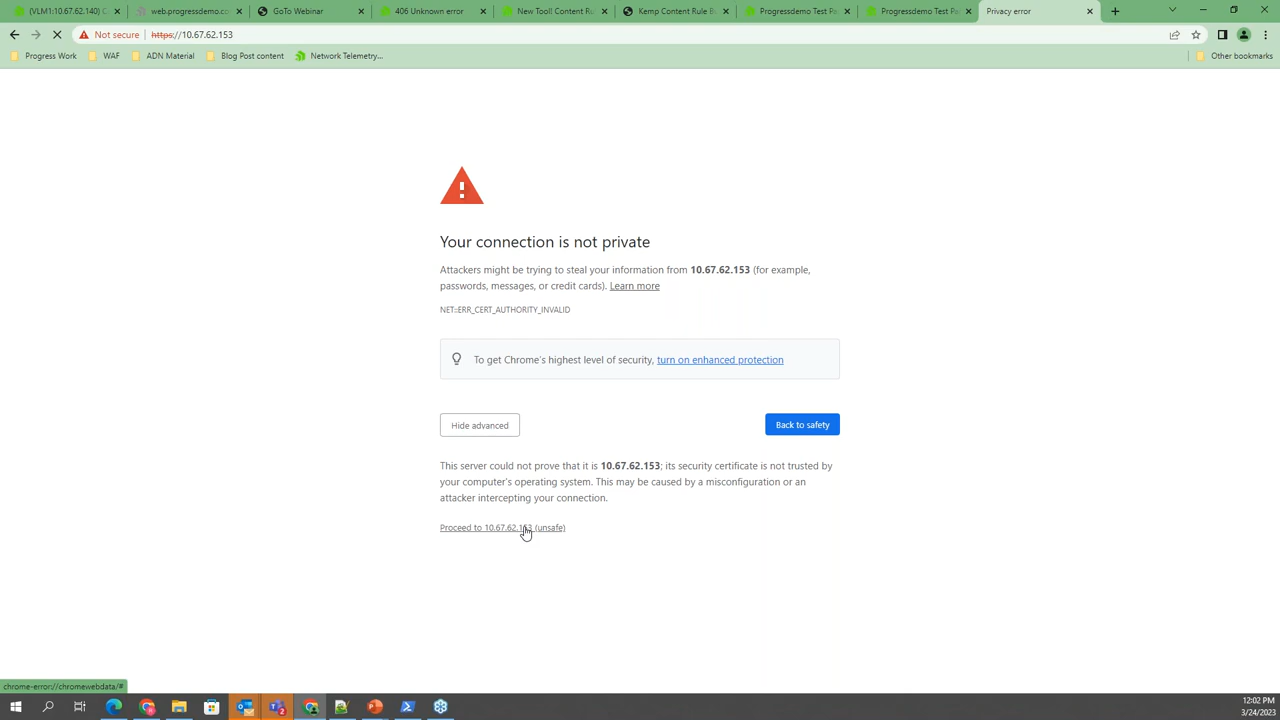 (VLM1:10.67.62.140) C
web.progressdemo.co
GoTo Webinar
406 Unknown error
New Tool! Content Ru
Kemp Content Rule B
Progressdemo Test Pa
Progressdemo Test Pa
Privacy error
Not secure
https://10.67.62.153
Progress Work
WAF
ADN Material
Blog Post content
Network Telemetry...
Other bookmarks
Your connection is not private
Attackers might be trying to steal your information from 10.67.62.153 (for example,
passwords, messages, or credit cards). Learn more
NET::ERR_CERT_AUTHORITY_INVALID
To get Chrome's highest level of security, turn on enhanced protection
Hide advanced
Back to safety
This server could not prove that it is 10.67.62.153; its security certificate is not trusted by
your computer's operating system. This may be caused by a misconfiguration or an
attacker intercepting your connection.
Proceed to 10.67.62.153 (unsafe)
chrome-error://chromewebdata/#
12:02 PM
3/24/2023